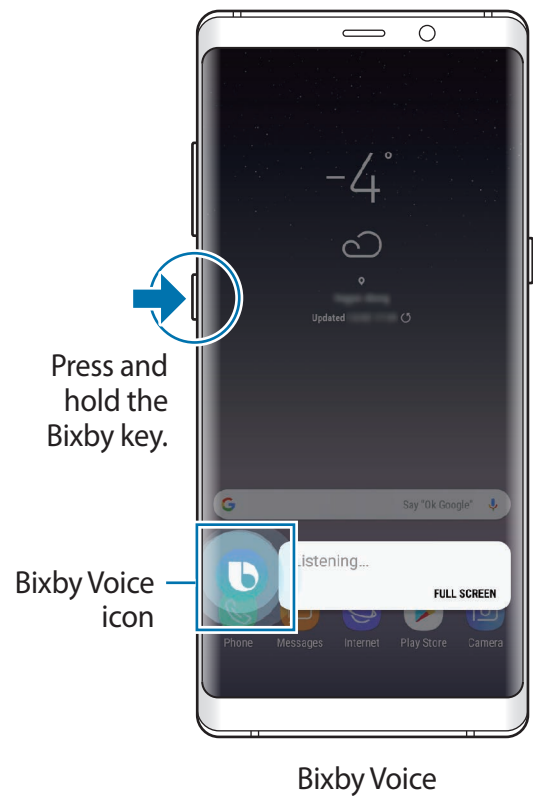 -4°
Updated
Press and
hold the
Bixby key.
G
Say "Ok Google"
Listening...
FULL SCREEN
Bixby Voice
icon
Phone Messages Internet Play Store Camera
Bixby Voice